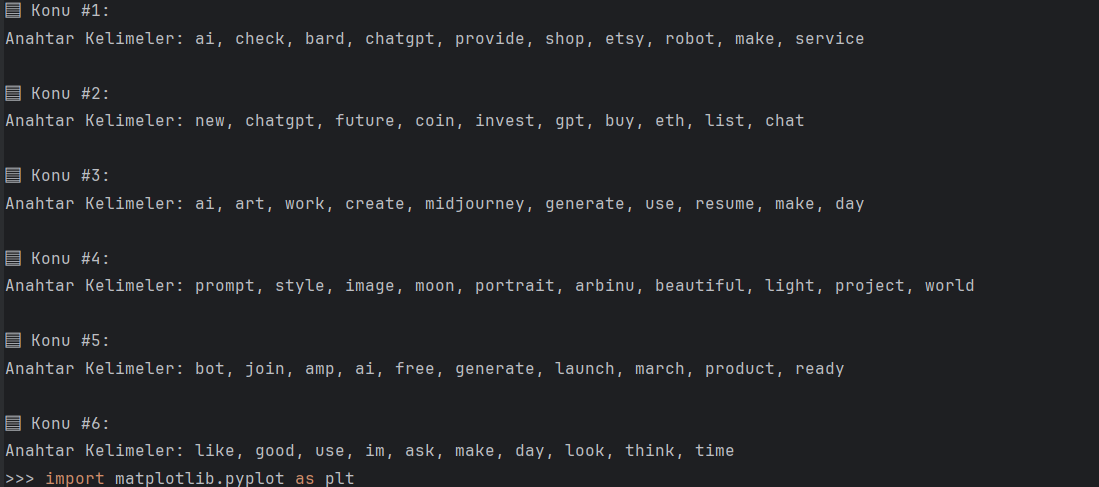 ▤ Konu #1:
Anahtar Kelimeler: ai, check, bard, chatgpt, provide, shop, etsy, robot, make, service
▤ Konu #2:
Anahtar Kelimeler: new, chatgpt, future, coin, invest, gpt, buy, eth, list, chat
▤ Konu #3:
Anahtar Kelimeler: ai, art, work, create, midjourney, generate, use, resume, make, day
▤ Konu #4:
Anahtar Kelimeler: prompt, style, image, moon, portrait, arbinu, beautiful, light, project, world
▤ Konu #5:
Anahtar Kelimeler: bot, join, amp, ai, free, generate, launch, march, product, ready
▤ Konu #6:
Anahtar Kelimeler: like, good, use, im, ask, make, day, look, think, time
>>> import matplotlib.pyplot as plt